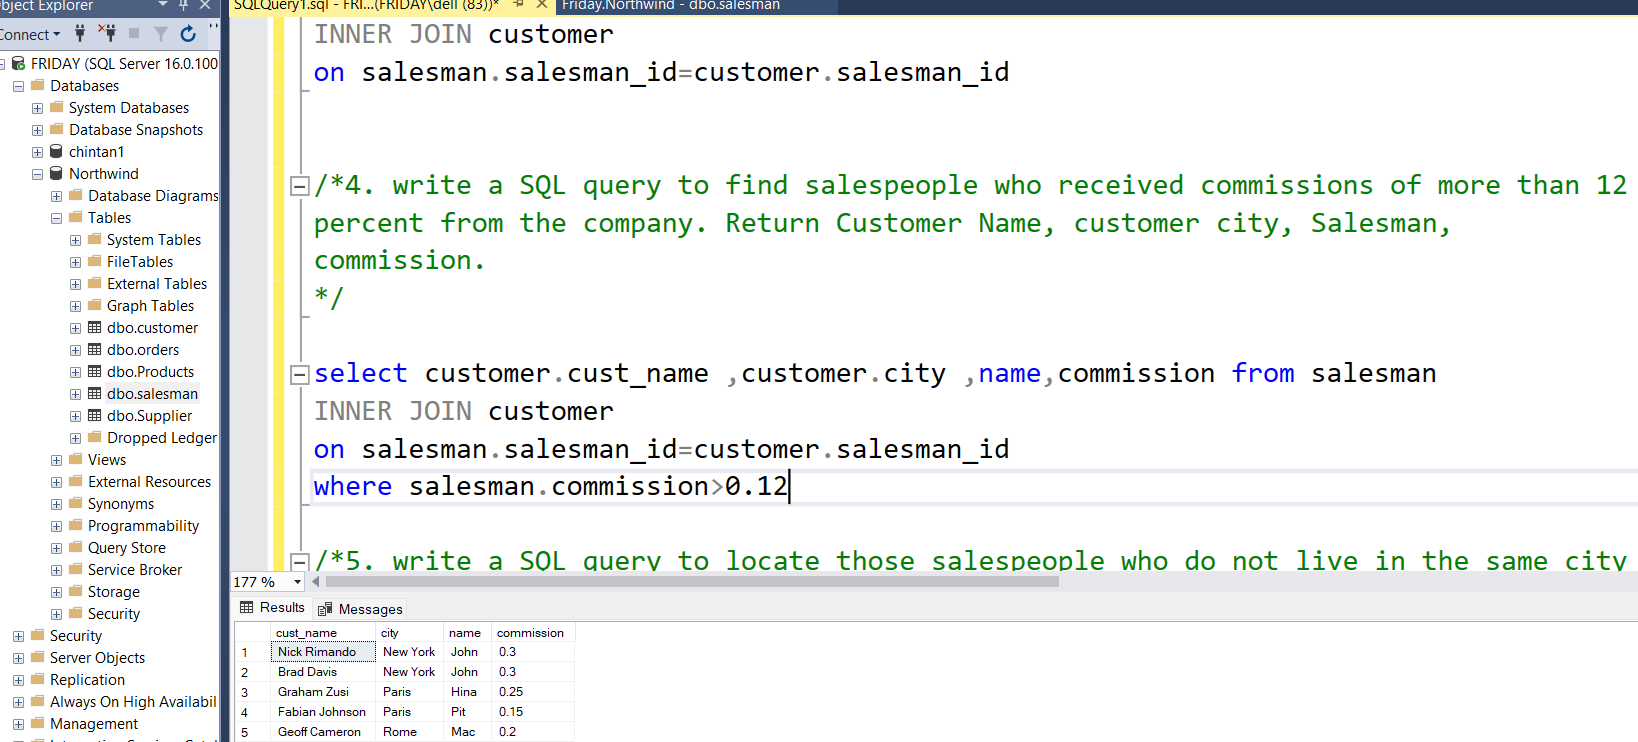 Object Explorer
Connect
FRIDAY (SQL Server 16.0.100
Databases
System Databases
Database Snapshots
chintan1
Northwind
Database Diagrams
Tables
System Tables
FileTables
External Tables
Graph Tables
dbo.customer
dbo.orders
dbo.Products
dbo.salesman
dbo.Supplier
Dropped Ledger
Views
External Resources
Synonyms
Programmability
Query Store
Service Broker
Storage
Security
Security
Server Objects
Replication
Always On High Availabil
Management
SQLQuery1.sql - FRI...(FRIDAY\dell (83))* Friday.Northwind - dbo.salesman
INNER JOIN customer
on salesman.salesman_id=customer.salesman_id
/*4. write a SQL query to find salespeople who received commissions of more than 12
percent from the company. Return Customer Name, customer city, Salesman,
commission.
*/
select customer.cust_name ,customer.city ,name,commission from salesman
INNER JOIN customer
on salesman.salesman_id=customer.salesman_id
where salesman.commission>0.12
/*5. write a SQL query to locate those salespeople who do not live in the same city
177 %
Results Messages
cust_name city name commission
1 Nick Rimando New York John 0.3
2 Brad Davis New York John 0.3
3 Graham Zusi Paris Hina 0.25
4 Fabian Johnson Paris Pit 0.15
5 Geoff Cameron Rome Mac 0.2